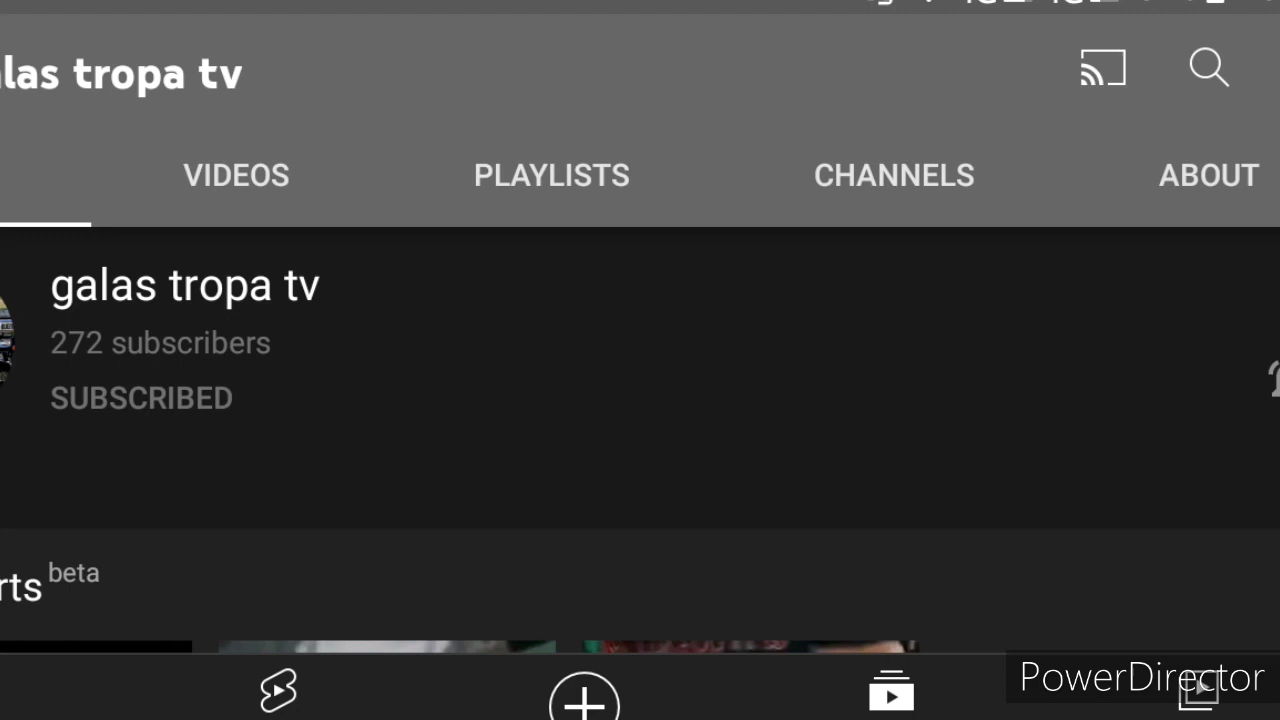 las tropa tv
VIDEOS PLAYLISTS CHANNELS ABOUT
galas tropa tv
272 subscribers
SUBSCRIBED
rts beta
PowerDirector